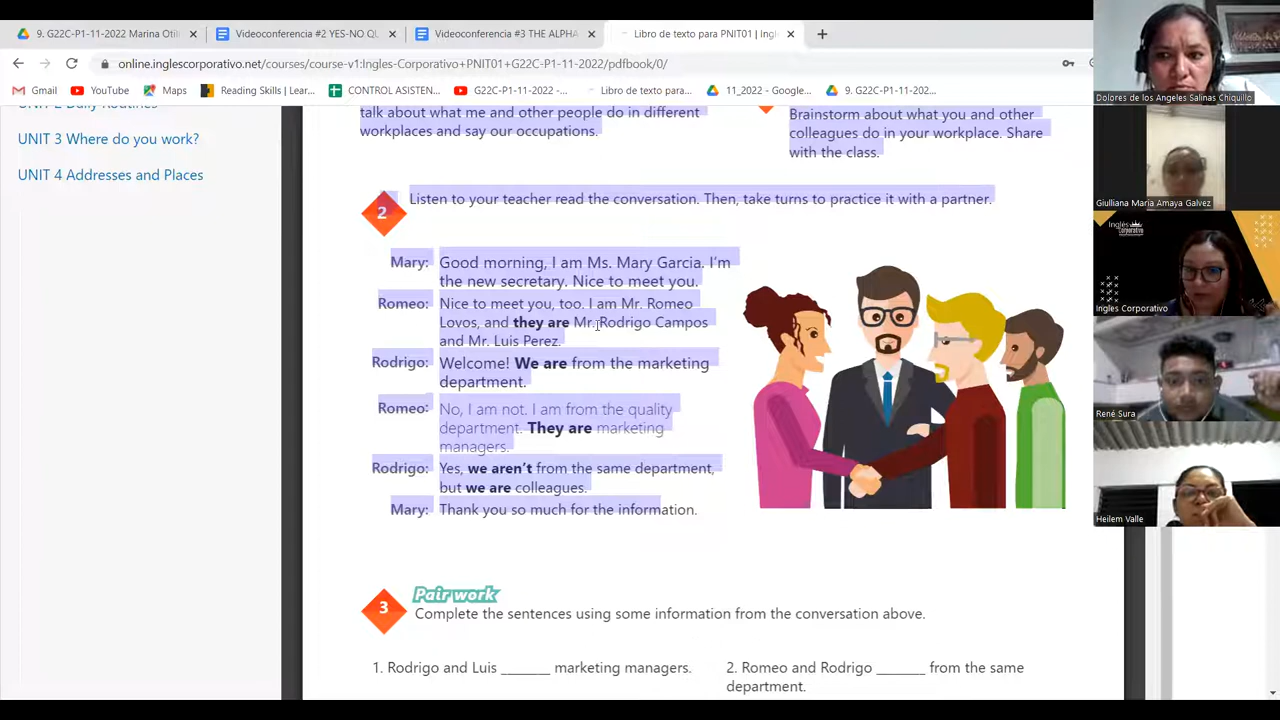 9. G22C-P1-11-2022 Marina Otili
Videoconferencia #2 YES-NO QU
Videoconferencia #3 THE ALPHA
Libro de texto para PNIT01 | Ingl
online.inglescorporativo.net/courses/course-v1:Ingles-Corporativo+PNIT01+G22C-P1-11-2022/pdfbook/0/
Gmail
YouTube
Maps
Reading Skills | Lear...
CONTROL ASISTEN...
G22C-P1-11-2022 -...
Libro de texto para...
11_2022 - Google...
9. G22C-P1-11-202...
UNIT 2 Daily Routines
UNIT 3 Where do you work?
UNIT 4 Addresses and Places
talk about what me and other people do in different
workplaces and say our occupations.
Brainstorm about what you and other
colleagues do in your workplace. Share
with the class.
2
Listen to your teacher read the conversation. Then, take turns to practice it with a partner.
Mary: Good morning, I am Ms. Mary Garcia. I'm
the new secretary. Nice to meet you.
Romeo: Nice to meet you, too. I am Mr. Romeo
Lovos, and they are Mr. Rodrigo Campos
and Mr. Luis Perez.
Rodrigo: Welcome! We are from the marketing
department.
Romeo: No, I am not. I am from the quality
department. They are marketing
managers.
Rodrigo: Yes, we aren't from the same department,
but we are colleagues.
Mary: Thank you so much for the information.
3
Pair work
Complete the sentences using some information from the conversation above.
1. Rodrigo and Luis _______ marketing managers.
2. Romeo and Rodrigo _______ from the same
department.
Dolores de los Angeles Salinas Chiquillo
Giulliana María Amaya Galvez
Inglés
Corporativo
Ingles Corporativo
René Sura
Heilem Valle